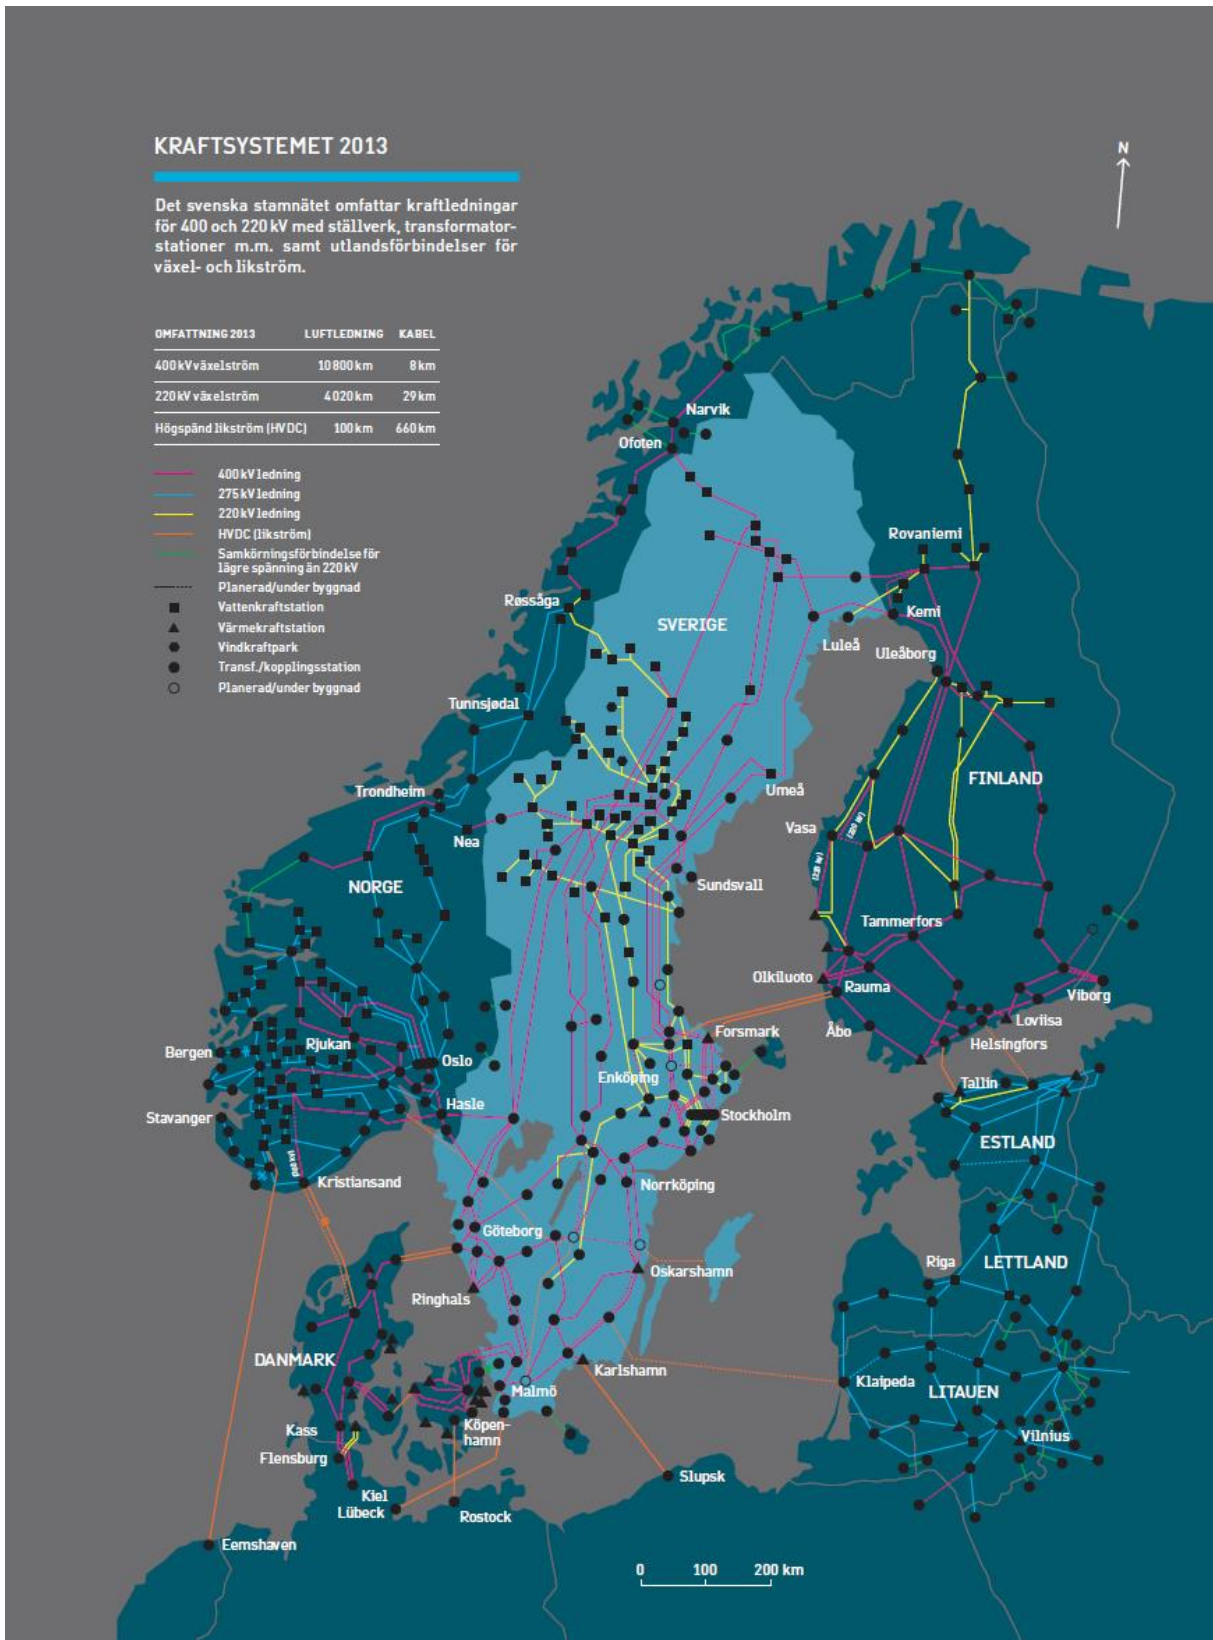 KRAFTSYSTEMET 2013
Det svenska stamnätet omfattar kraftledningar
för 400 och 220 kV med ställverk, transformator-
stationer m.m. samt utlandsförbindelser för
växel- och likström.
OMFATTNING 2013 LUFTLEDNING KABEL
400 kV växelström 10 800 km 8 km
220 kV växelström 4 020 km 29 km
Högspänd likström (HVDC) 100 km 660 km
400 kV ledning
275 kV ledning
220 kV ledning
HVDC (likström)
Samkörningsförbindelse för
lägre spänning än 220 kV
Planerad/under byggnad
Vattenkraftstation
Värmekraftstation
Vindkraftpark
Transf./kopplingsstation
Planerad/under byggnad
N
Narvik
Ofoten
Rovaniemi
Røssåga
Kemi
SVERIGE
Luleå
Uleåborg
Tunnsjødal
FINLAND
Trondheim
Umeå
Vasa
(220 kV)
Nea
NORGE
Sundsvall
Tammerfors
Olkiluoto
Rauma
Viborg
Loviisa
Åbo
Forsmark
Helsingfors
Rjukan
Bergen
Oslo
Enköping
Tallin
Hasle
Stockholm
Stavanger
ESTLAND
Kristiansand
Norrköping
Göteborg
Riga
LETTLAND
Oskarshamn
Ringhals
DANMARK
Karlshamn
Klaipeda
Malmö
LITAUEN
Kass
Köpen-
hamn
Vilnius
Flensburg
Slupsk
Kiel
Lübeck
Rostock
Eemshaven
0 100 200 km